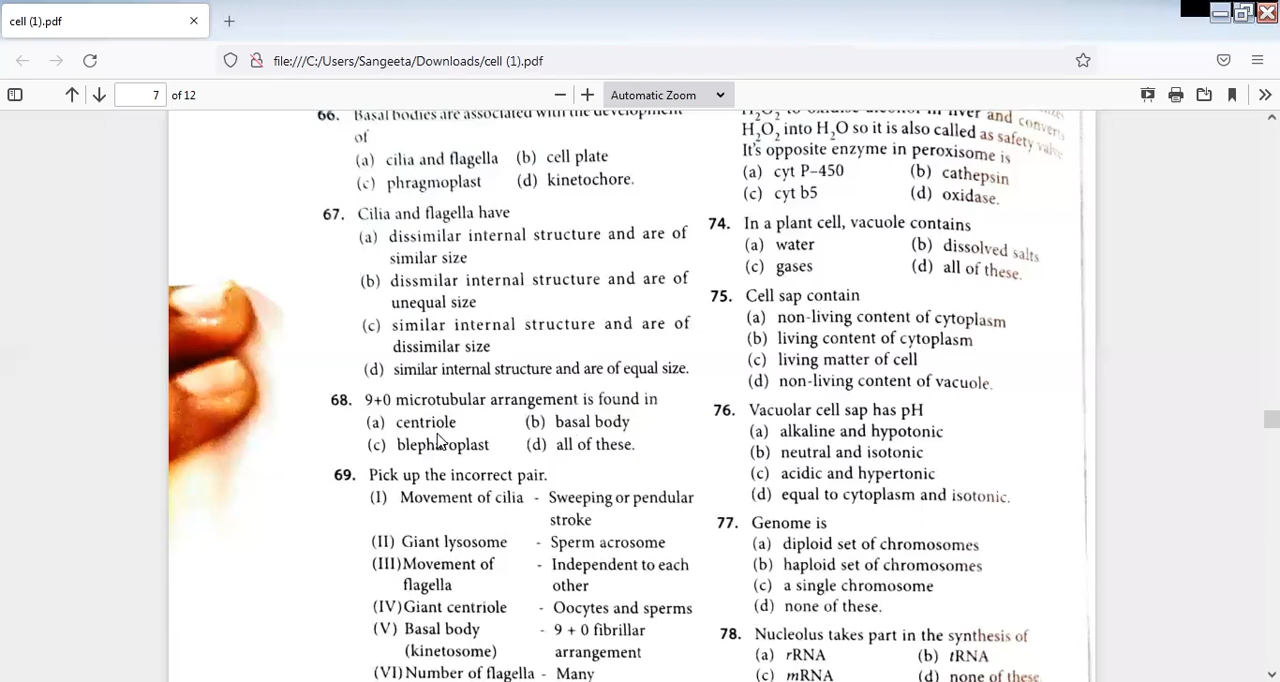 cell (1).pdf
file:///C:/Users/Sangeeta/Downloads/cell (1).pdf
7 of 12
Automatic Zoom
66. Basal bodies are associated with the development
of
(a) cilia and flagella (b) cell plate
(c) phragmoplast (d) kinetochore.
67. Cilia and flagella have
(a) dissimilar internal structure and are of
similar size
(b) dissmilar internal structure and are of
unequal size
(c) similar internal structure and are of
dissimilar size
(d) similar internal structure and are of equal size.
68. 9+0 microtubular arrangement is found in
(a) centriole (b) basal body
(c) blepharoplast (d) all of these.
69. Pick up the incorrect pair.
(I) Movement of cilia - Sweeping or pendular
stroke
(II) Giant lysosome - Sperm acrosome
(III) Movement of - Independent to each
flagella other
(IV) Giant centriole - Oocytes and sperms
(V) Basal body - 9 + 0 fibrillar
(kinetosome) arrangement
(VI) Number of flagella - Many
H₂O₂ to oxidise alcohol in liver and converts
H₂O₂ into H₂O so it is also called as safety valve
It's opposite enzyme in peroxisome is
(a) cyt P-450 (b) cathepsin
(c) cyt b5 (d) oxidase.
74. In a plant cell, vacuole contains
(a) water (b) dissolved salts
(c) gases (d) all of these.
75. Cell sap contain
(a) non-living content of cytoplasm
(b) living content of cytoplasm
(c) living matter of cell
(d) non-living content of vacuole.
76. Vacuolar cell sap has pH
(a) alkaline and hypotonic
(b) neutral and isotonic
(c) acidic and hypertonic
(d) equal to cytoplasm and isotonic.
77. Genome is
(a) diploid set of chromosomes
(b) haploid set of chromosomes
(c) a single chromosome
(d) none of these.
78. Nucleolus takes part in the synthesis of
(a) rRNA (b) tRNA
(c) mRNA (d) none of these